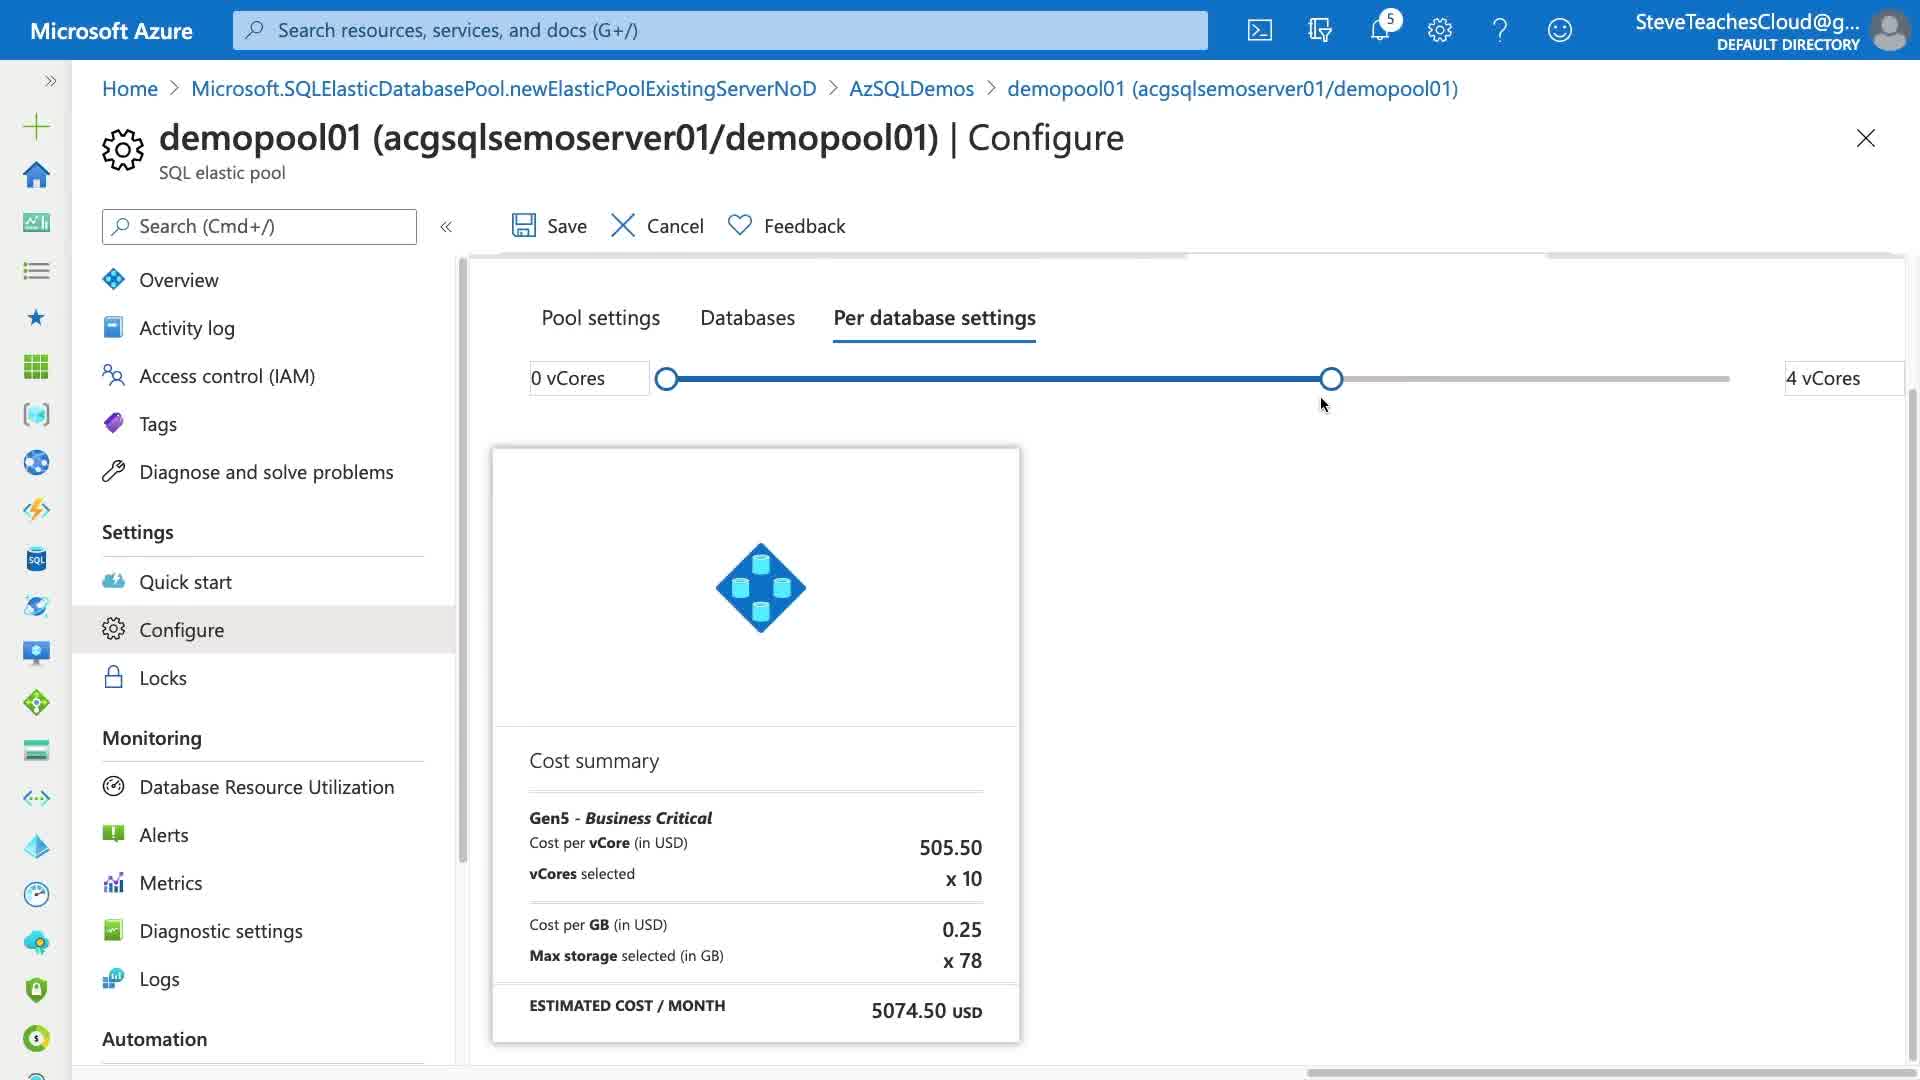 Microsoft Azure
Search resources, services, and docs (G+/)
5
SteveTeachesCloud@g...
DEFAULT DIRECTORY
Home > Microsoft.SQLElasticDatabasePool.newElasticPoolExistingServerNoD > AzSQLDemos > demopool01 (acgsqlsemoserver01/demopool01)
demopool01 (acgsqlsemoserver01/demopool01) | Configure
SQL elastic pool
Search (Cmd+/)
Save
Cancel
Feedback
Overview
Activity log
Access control (IAM)
Tags
Diagnose and solve problems
Settings
Quick start
Configure
Locks
Monitoring
Database Resource Utilization
Alerts
Metrics
Diagnostic settings
Logs
Automation
SQL
Pool settings
Databases
Per database settings
0 vCores
4 vCores
Cost summary
Gen5 - Business Critical
Cost per vCore (in USD) 505.50
vCores selected x 10
Cost per GB (in USD) 0.25
Max storage selected (in GB) x 78
ESTIMATED COST / MONTH 5074.50 USD